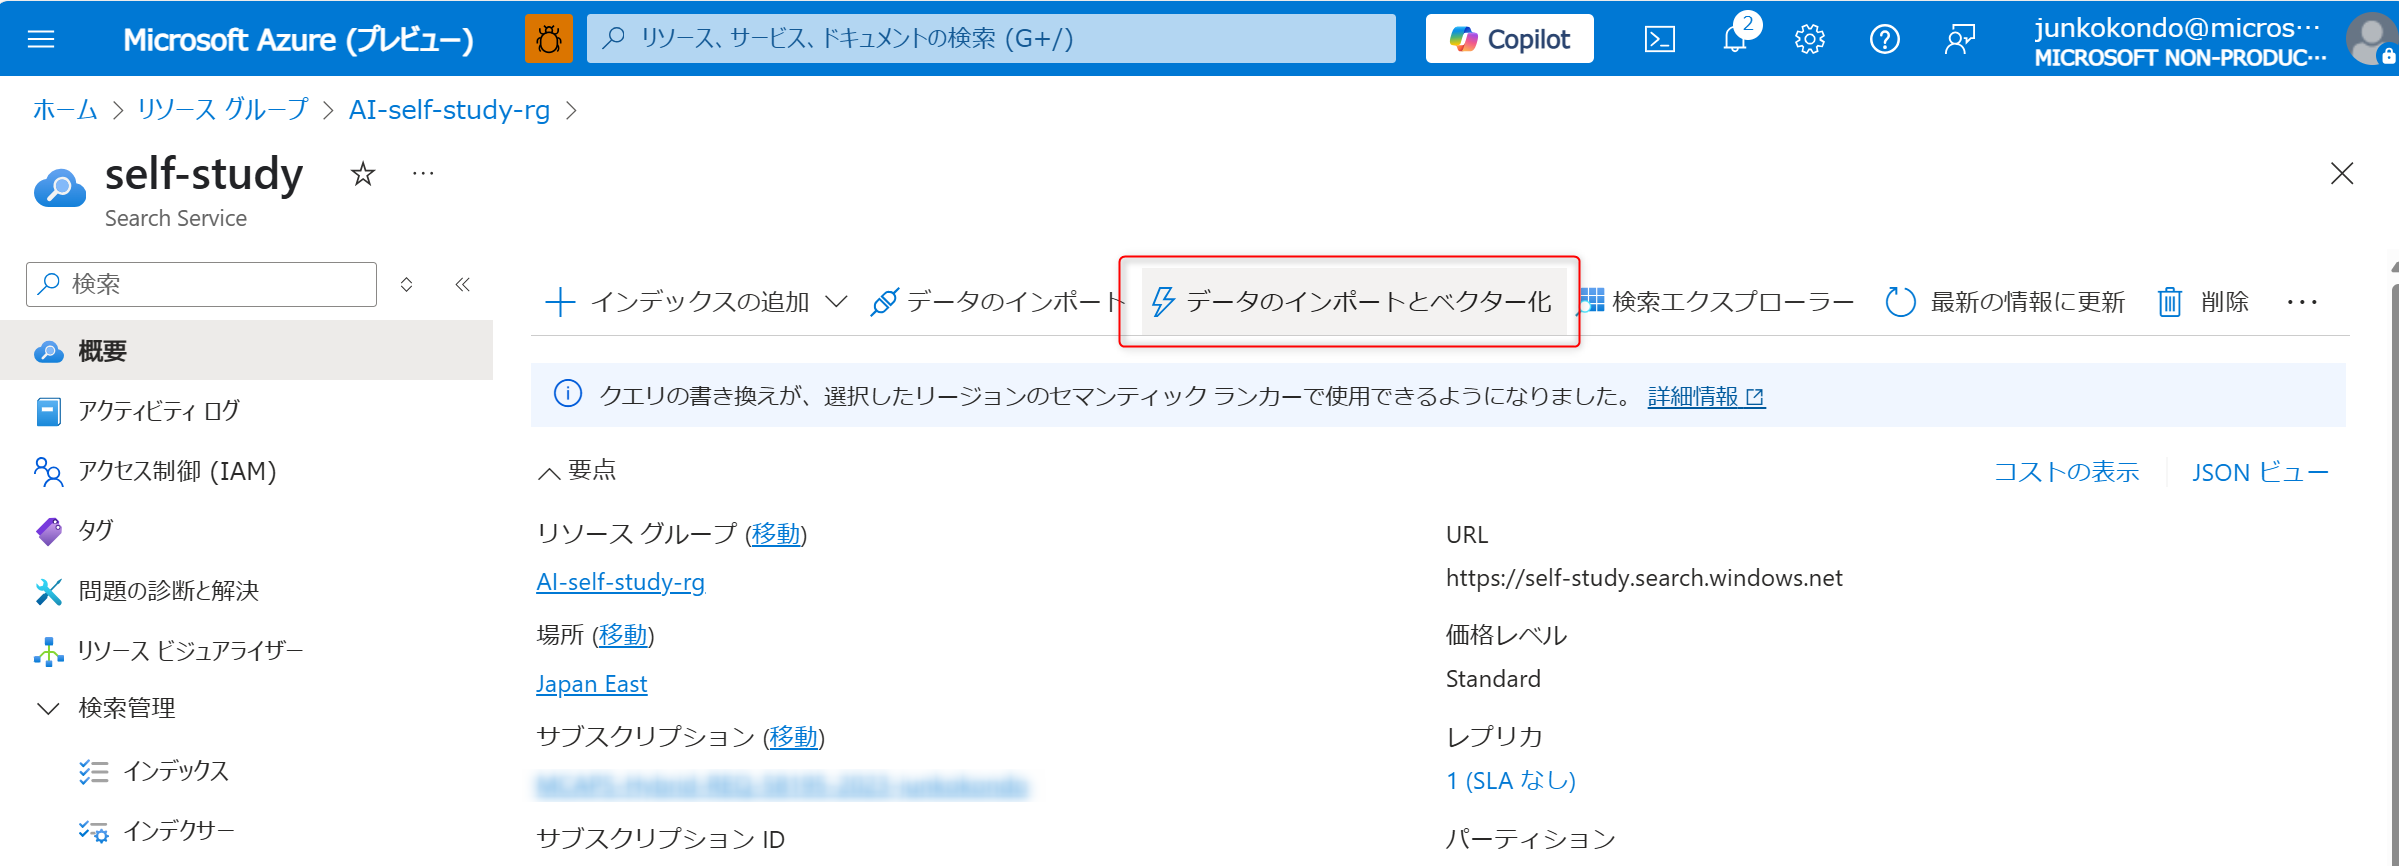 Microsoft Azure (プレビュー)
リソース、サービス、ドキュメントの検索 (G+/)
Copilot
2
junkokondo@micros…
MICROSOFT NON-PRODUC…
ホーム > リソース グループ > AI-self-study-rg >
self-study
Search Service
検索
インデックスの追加
データのインポート
データのインポートとベクター化
検索エクスプローラー
最新の情報に更新
削除
概要
アクティビティ ログ
アクセス制御 (IAM)
タグ
問題の診断と解決
リソース ビジュアライザー
検索管理
インデックス
インデクサー
クエリの書き換えが、選択したリージョンのセマンティック ランカーで使用できるようになりました。 詳細情報
要点
コストの表示
JSON ビュー
リソース グループ (移動)
AI-self-study-rg
場所 (移動)
Japan East
サブスクリプション (移動)
サブスクリプション ID
URL
https://self-study.search.windows.net
価格レベル
Standard
レプリカ
1 (SLA なし)
パーティション